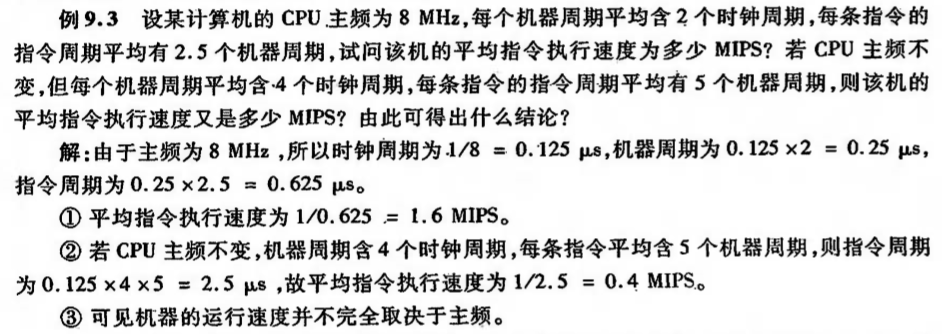 例9.3 设某计算机的 CPU 主频为 8 MHz,每个机器周期平均含 2 个时钟周期,每条指令的
指令周期平均有 2.5 个机器周期,试问该机的平均指令执行速度为多少 MIPS? 若 CPU 主频不
变,但每个机器周期平均含 4 个时钟周期,每条指令的指令周期平均有 5 个机器周期,则该机的
平均指令执行速度又是多少 MIPS? 由此可得出什么结论?
解:由于主频为 8 MHz ,所以时钟周期为 1/8 = 0.125 μs,机器周期为 0.125 ×2 = 0.25 μs,
指令周期为 0.25 ×2.5 = 0.625 μs。
① 平均指令执行速度为 1/0.625 = 1.6 MIPS。
② 若 CPU 主频不变,机器周期含 4 个时钟周期,每条指令平均含 5 个机器周期,则指令周期
为 0.125 ×4 ×5 = 2.5 μs ,故平均指令执行速度为 1/2.5 = 0.4 MIPS。
③ 可见机器的运行速度并不完全取决于主频。